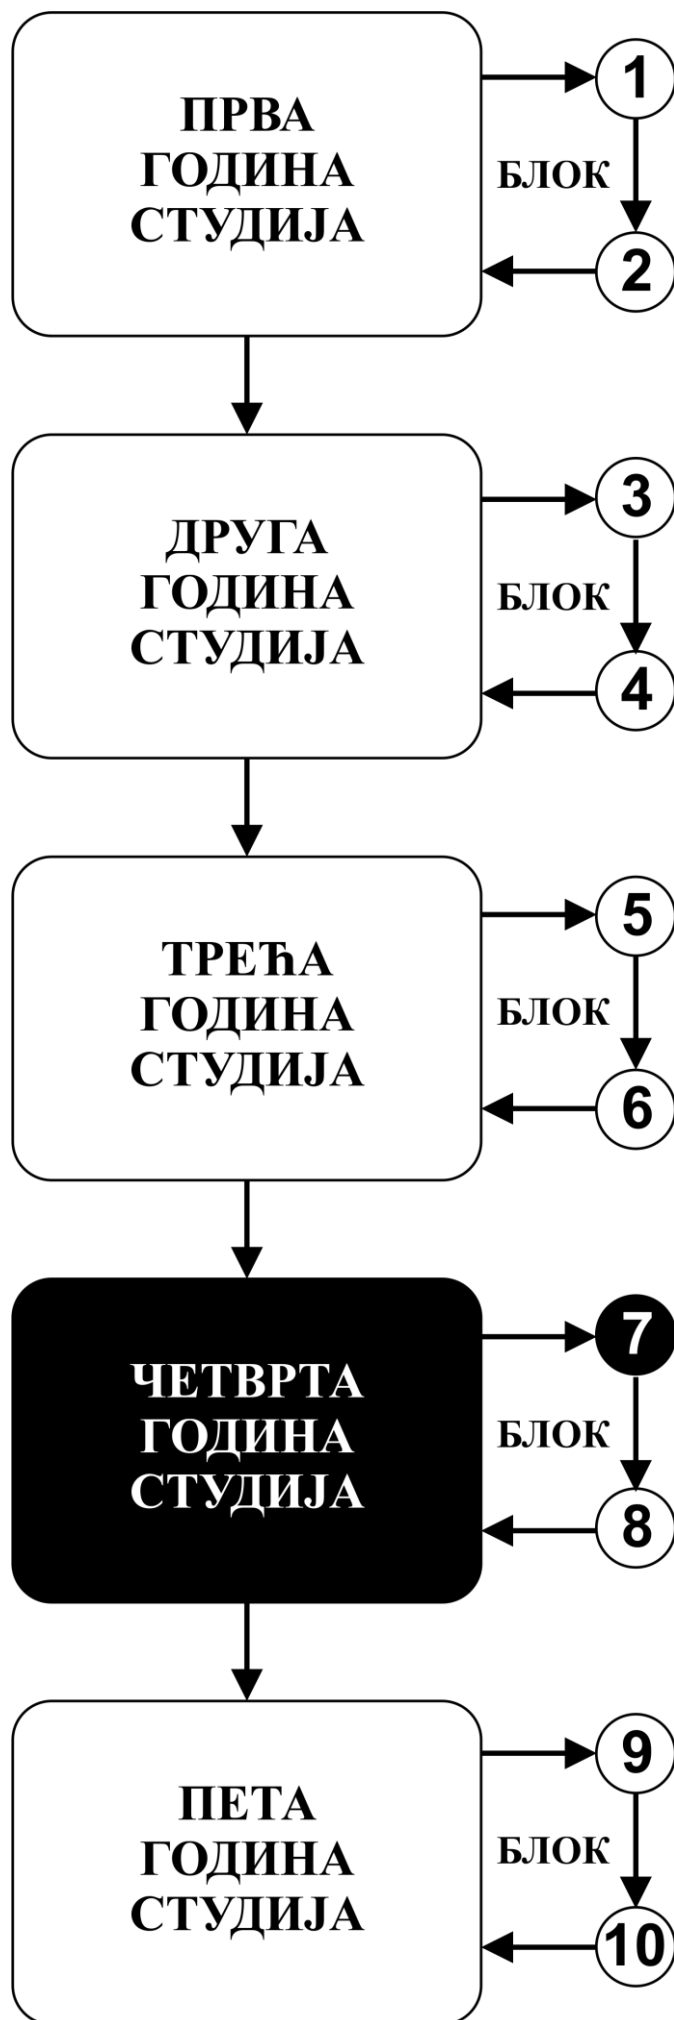 ПРВА
ГОДИНА
СТУДИЈА
1
БЛОК
2
ДРУГА
ГОДИНА
СТУДИЈА
3
БЛОК
4
ТРЕЋА
ГОДИНА
СТУДИЈА
5
БЛОК
6
ЧЕТВРТА
ГОДИНА
СТУДИЈА
7
БЛОК
8
ПЕТА
ГОДИНА
СТУДИЈА
9
БЛОК
10